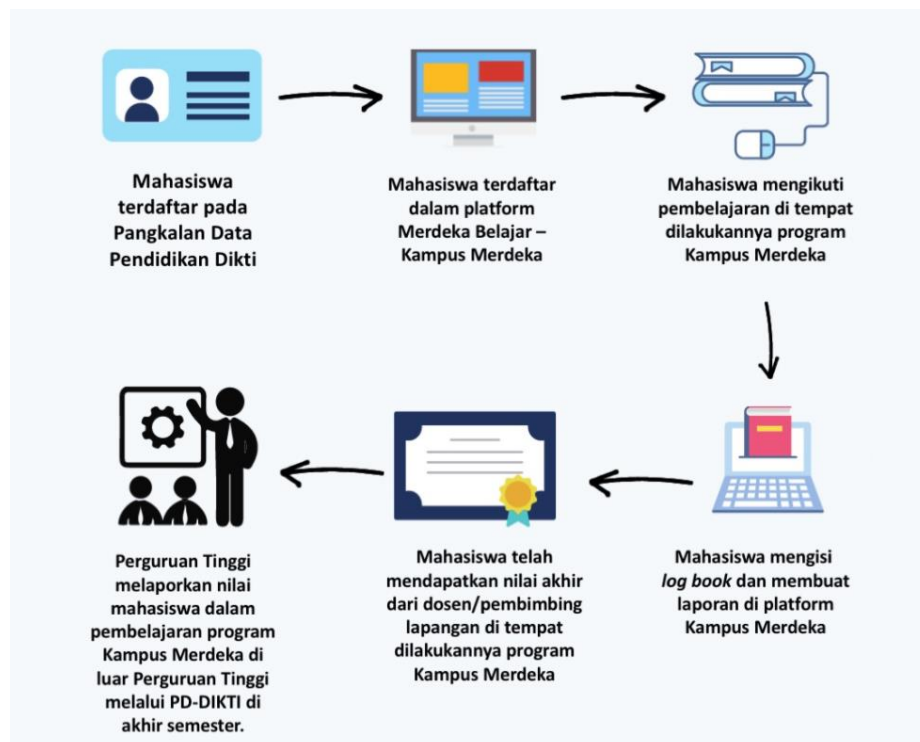 Mahasiswa
terdaftar pada
Pangkalan Data
Pendidikan Dikti
Mahasiswa terdaftar
dalam platform
Merdeka Belajar –
Kampus Merdeka
Mahasiswa mengikuti
pembelajaran di tempat
dilakukannya program
Kampus Merdeka
Mahasiswa mengisi
log book dan membuat
laporan di platform
Kampus Merdeka
Mahasiswa telah
mendapatkan nilai akhir
dari dosen/pembimbing
lapangan di tempat
dilakukannya program
Kampus Merdeka
Perguruan Tinggi
melaporkan nilai
mahasiswa dalam
pembelajaran program
Kampus Merdeka di
luar Perguruan Tinggi
melalui PD-DIKTI di
akhir semester.